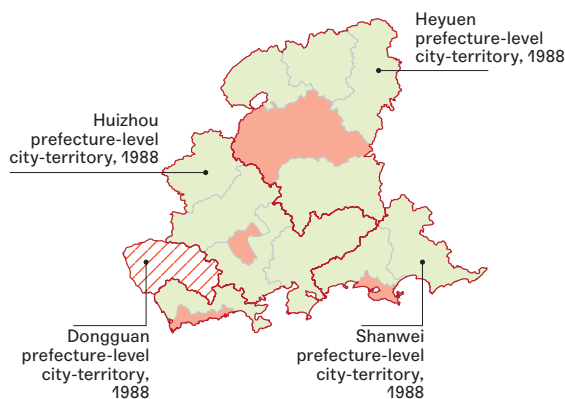 Heyuen
prefecture-level
city-territory, 1988
Huizhou
prefecture-level
city-territory, 1988
Dongguan
prefecture-level
city-territory,
1988
Shanwei
prefecture-level
city-territory,
1988